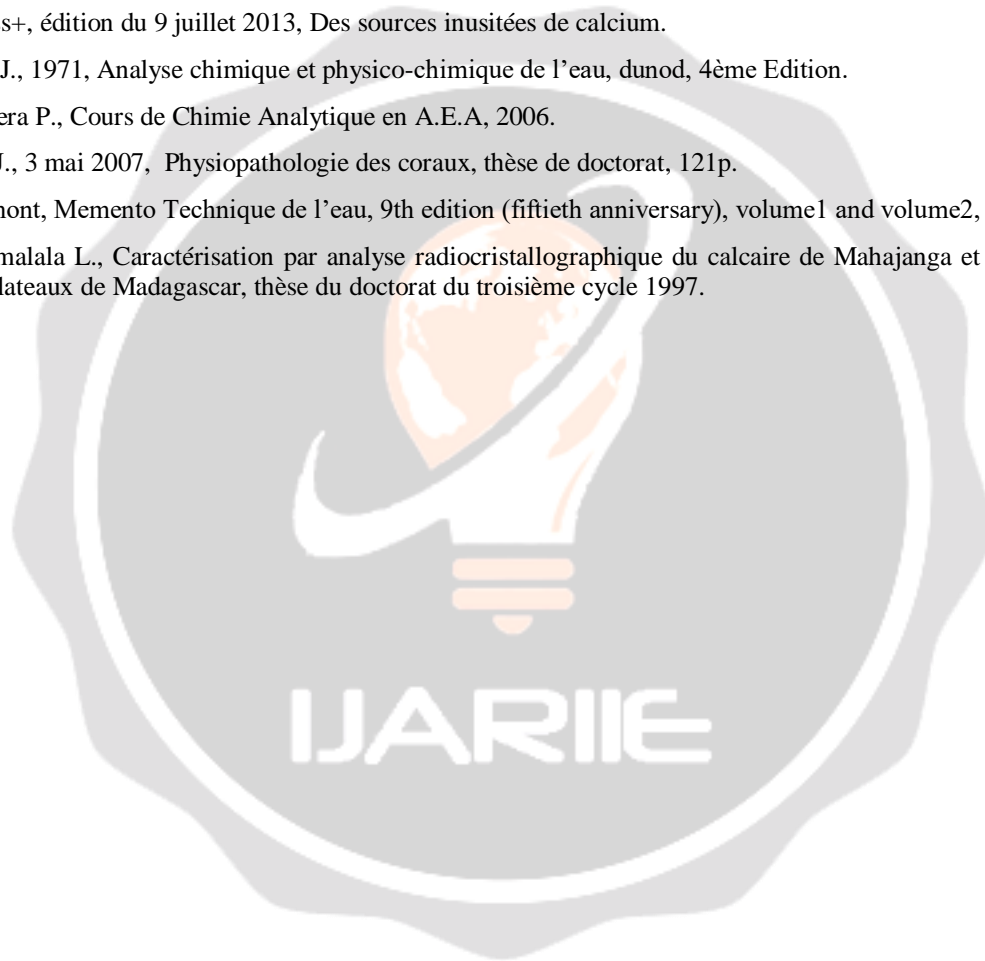 s+, édition du 9 juillet 2013, Des sources inusitées de calcium.
J., 1971, Analyse chimique et physico-chimique de l’eau, dunod, 4ème Edition.
era P., Cours de Chimie Analytique en A.E.A, 2006.
J., 3 mai 2007, Physiopathologie des coraux, thèse de doctorat, 121p.
nont, Memento Technique de l’eau, 9th edition (fiftieth anniversary), volume1 and volume2,
malala L., Caractérisation par analyse radiocristallographique du calcaire de Mahajanga et
lateaux de Madagascar, thèse du doctorat du troisième cycle 1997.
IJARIIE